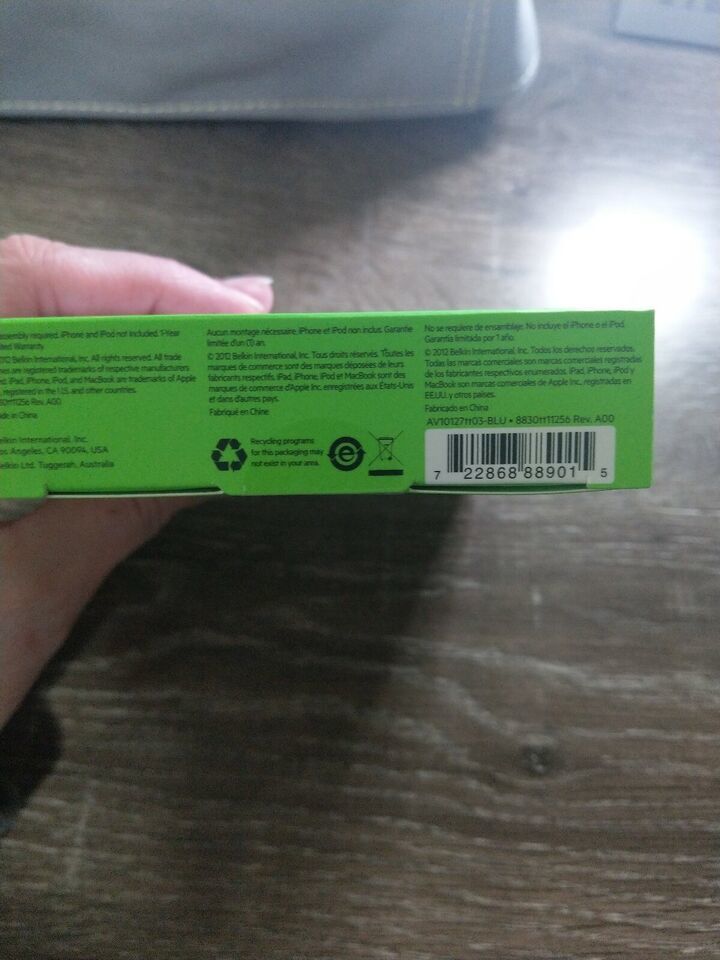 assembly required. iPhone and iPod not included. 1-Year
Warranty.
Belkin International, Inc. All rights reserved. All trade
are registered trademarks of respective manufacturers
iPad, iPhone, iPod, and MacBook are trademarks of Apple
registered in the U.S. and other countries.
Rev. A00
in China
Belkin International, Inc.
Los Angeles, CA 90094, USA
Belkin Ltd. Tuggerah, Australia
Aucun montage nécessaire. iPhone et iPod non inclus. Garantie
limitée d'un (1) an.
© 2012 Belkin International, Inc. Tous droits réservés. Toutes les
marques de commerce sont des marques déposées de leurs
fabricants respectifs. iPad, iPhone, iPod et MacBook sont des
marques de commerce d'Apple Inc. enregistrées aux États-Unis
et dans d'autres pays.
Fabriqué en Chine
Recycling programs
for this packaging may
not exist in your area.
No se requiere de ensamblaje. No incluye el iPhone o el iPod.
Garantía limitada por 1 año.
© 2012 Belkin International, Inc. Todos los derechos reservados.
Todas las marcas comerciales son marcas comerciales registradas
de los fabricantes respectivos enumerados. iPad, iPhone, iPod y
MacBook son marcas comerciales de Apple Inc., registradas en
EE.UU. y otros países.
Fabricado en China
AV10127tt03-BLU • 8830tt11256 Rev. A00
7 22868 88901 5